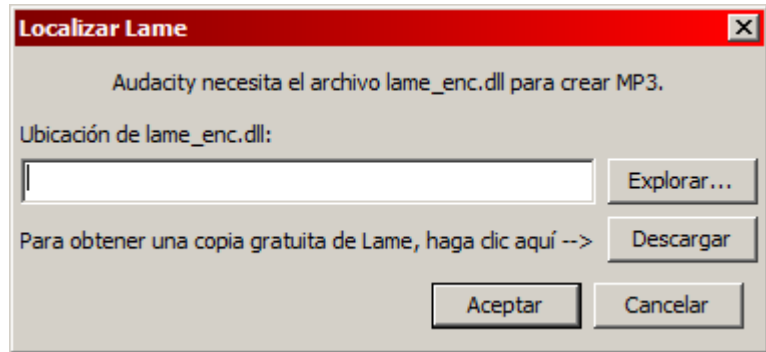 Localizar Lame
Audacity necesita el archivo lame_enc.dll para crear MP3.
Ubicación de lame_enc.dll:
Explorar...
Para obtener una copia gratuita de Lame, haga clic aquí --> Descargar
Aceptar Cancelar